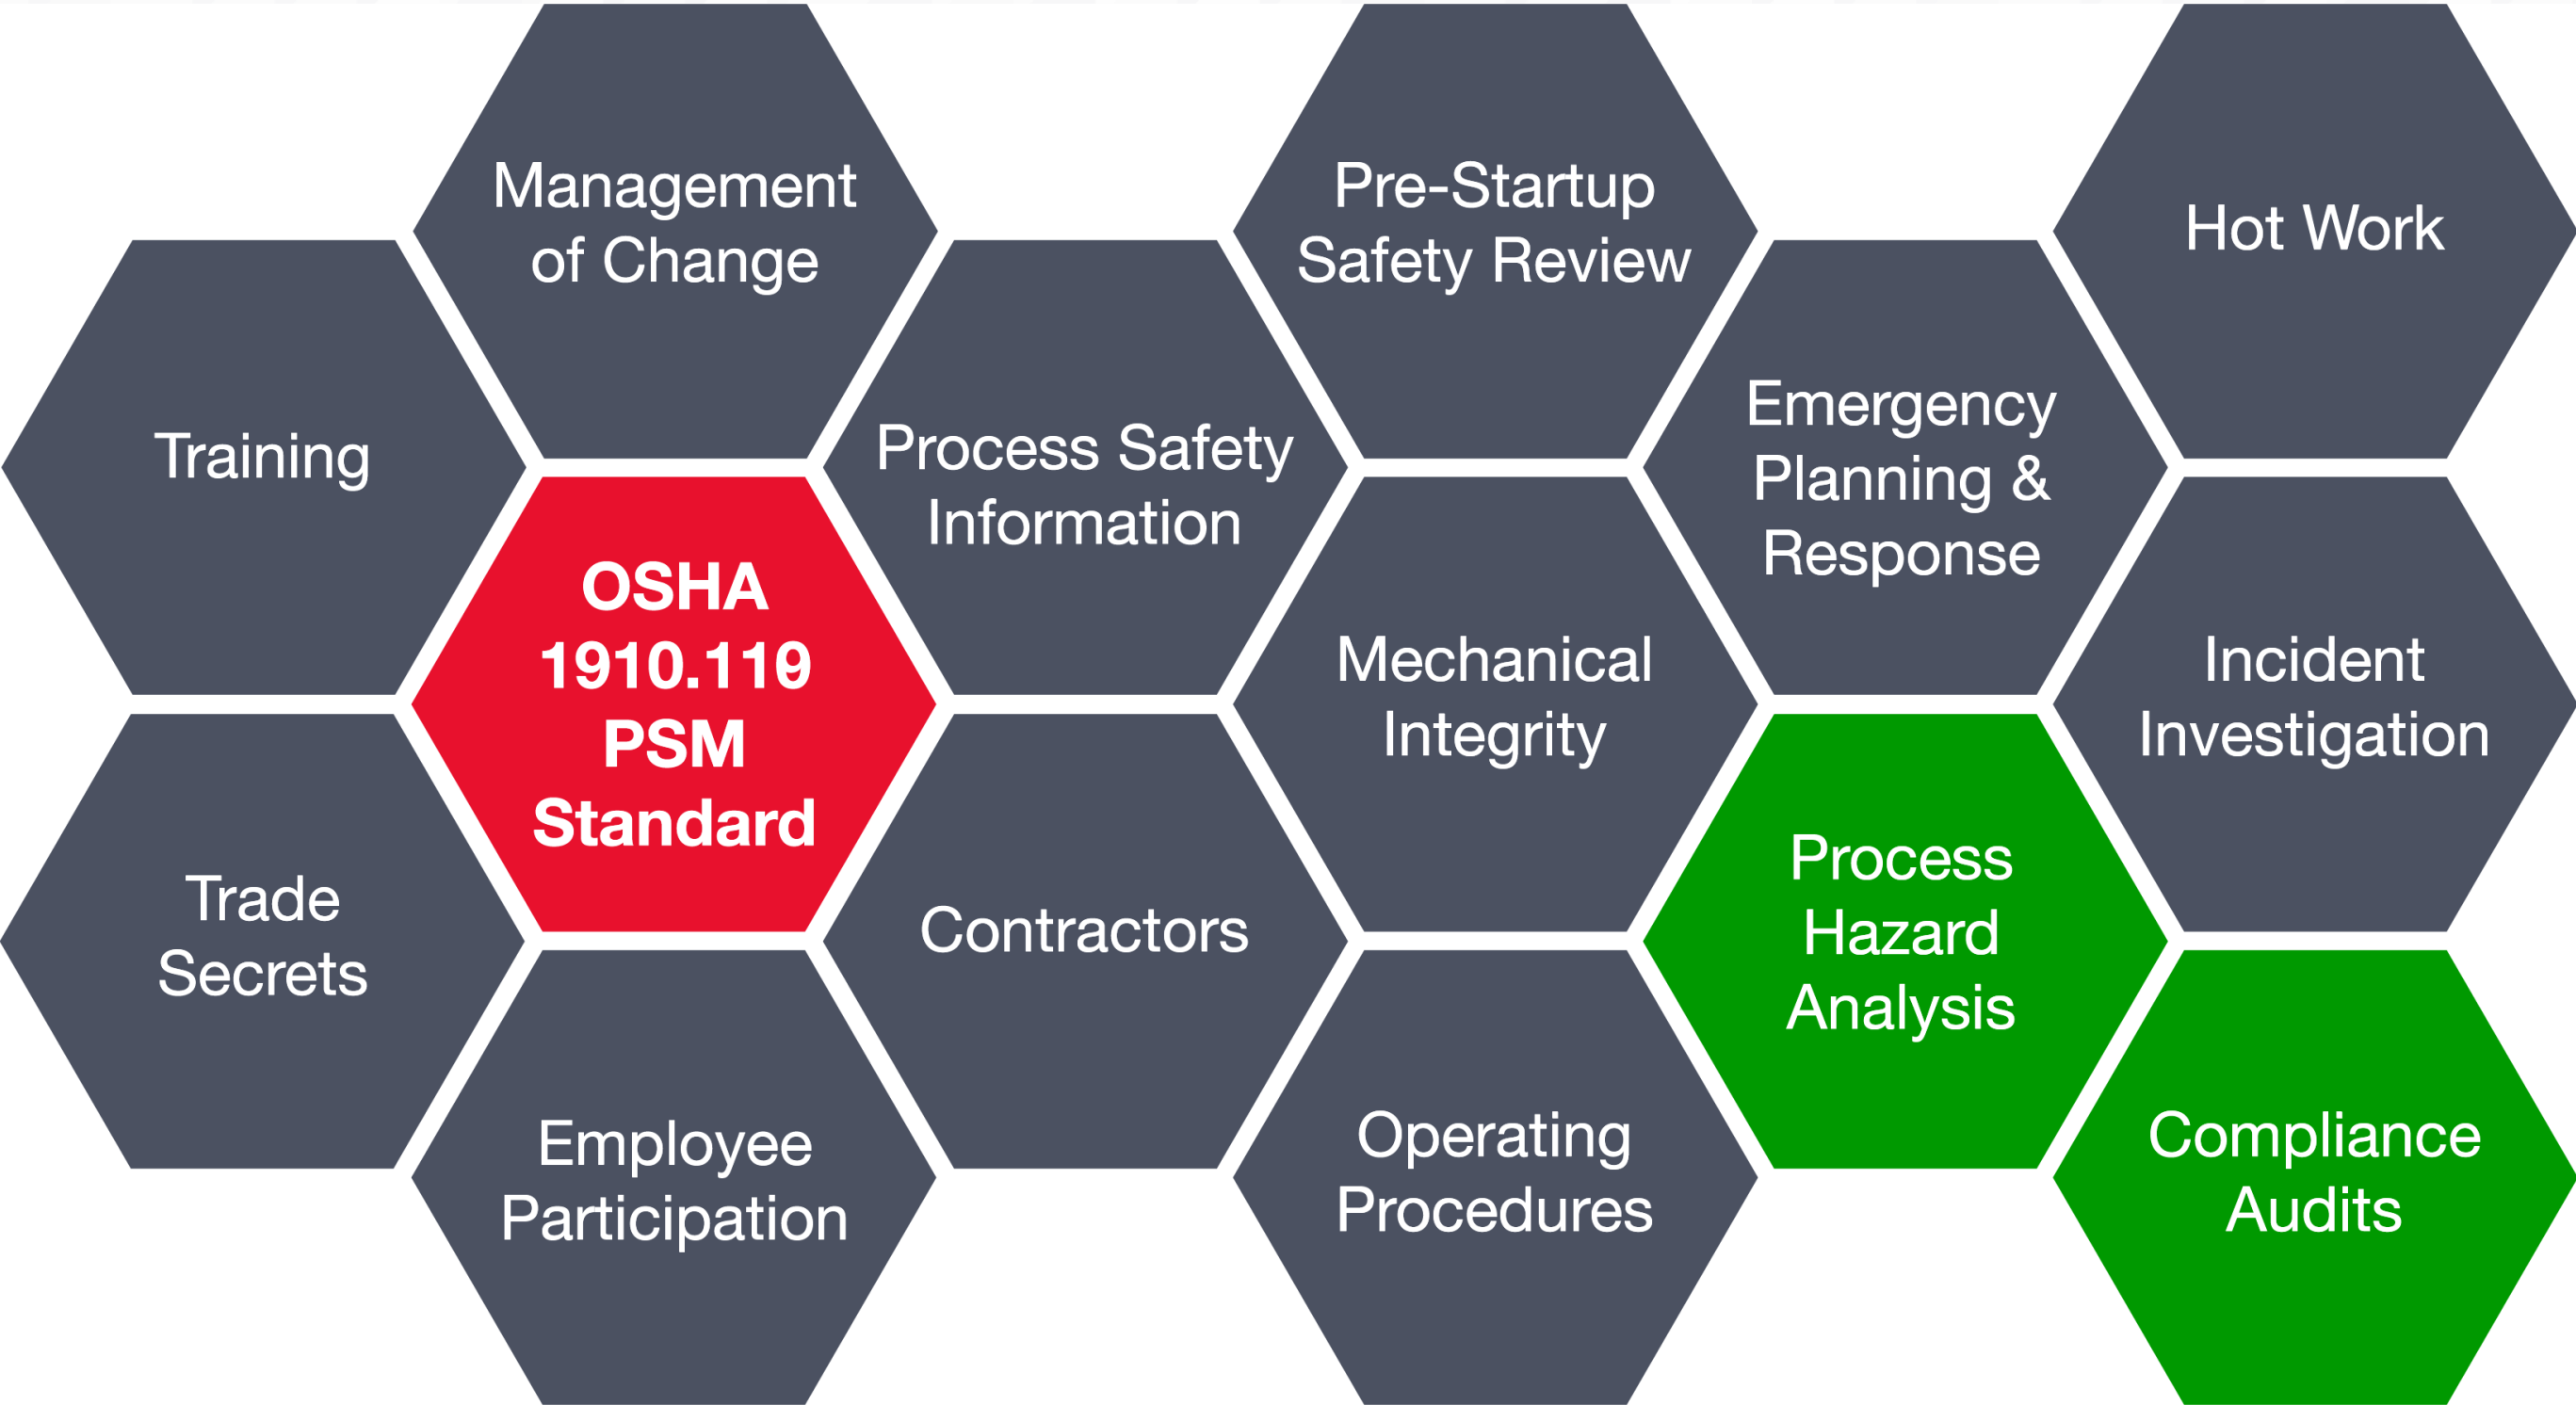 Management
of Change
Pre-Startup
Safety Review
Hot Work
Training
Process Safety
Information
Emergency
Planning &
Response
OSHA
1910.119
PSM
Standard
Mechanical
Integrity
Incident
Investigation
Trade
Secrets
Contractors
Process
Hazard
Analysis
Employee
Participation
Operating
Procedures
Compliance
Audits